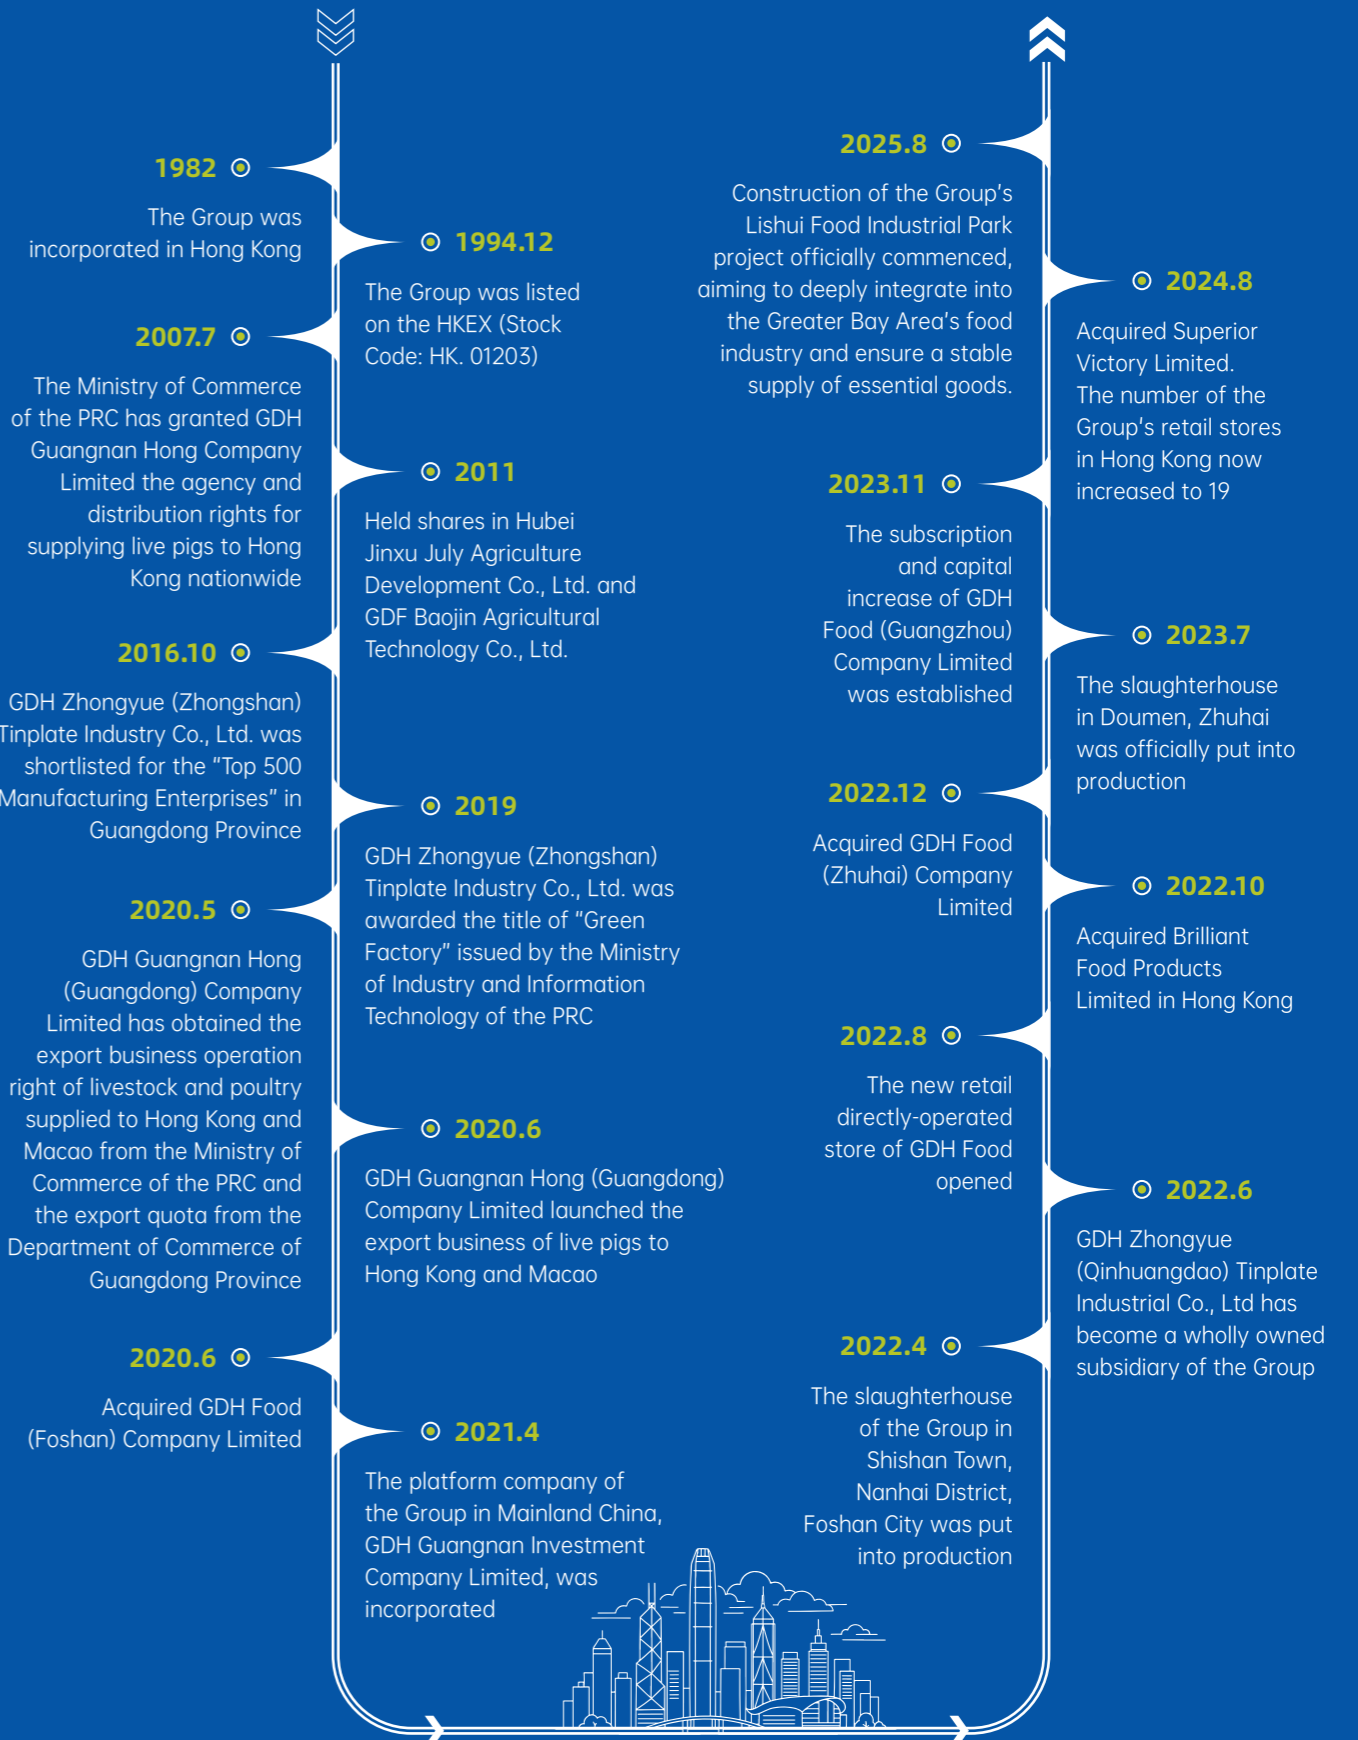 1982
The Group was
incorporated in Hong Kong
1994.12
The Group was listed
on the HKEX (Stock
Code: HK. 01203)
2007.7
The Ministry of Commerce
of the PRC has granted GDH
Guangnan Hong Company
Limited the agency and
distribution rights for
supplying live pigs to Hong
Kong nationwide
2011
Held shares in Hubei
Jinxu July Agriculture
Development Co., Ltd. and
GDF Baojin Agricultural
Technology Co., Ltd.
2016.10
GDH Zhongyue (Zhongshan)
Tinplate Industry Co., Ltd. was
shortlisted for the “Top 500
Manufacturing Enterprises” in
Guangdong Province
2019
GDH Zhongyue (Zhongshan)
Tinplate Industry Co., Ltd. was
awarded the title of “Green
Factory” issued by the Ministry
of Industry and Information
Technology of the PRC
2020.5
GDH Guangnan Hong
(Guangdong) Company
Limited has obtained the
export business operation
right of livestock and poultry
supplied to Hong Kong and
Macao from the Ministry of
Commerce of the PRC and
the export quota from the
Department of Commerce of
Guangdong Province
2020.6
GDH Guangnan Hong (Guangdong)
Company Limited launched the
export business of live pigs to
Hong Kong and Macao
2020.6
Acquired GDH Food
(Foshan) Company Limited
2021.4
The platform company of
the Group in Mainland China,
GDH Guangnan Investment
Company Limited, was
incorporated
2022.4
The slaughterhouse
of the Group in
Shishan Town,
Nanhai District,
Foshan City was put
into production
2022.6
GDH Zhongyue
(Qinhuangdao) Tinplate
Industrial Co., Ltd has
become a wholly owned
subsidiary of the Group
2022.8
The new retail
directly-operated
store of GDH Food
opened
2022.10
Acquired Brilliant
Food Products
Limited in Hong Kong
2022.12
Acquired GDH Food
(Zhuhai) Company
Limited
2023.7
The slaughterhouse
in Doumen, Zhuhai
was officially put into
production
2023.11
The subscription
and capital
increase of GDH
Food (Guangzhou)
Company Limited
was established
2024.8
Acquired Superior
Victory Limited.
The number of the
Group's retail stores
in Hong Kong now
increased to 19
2025.8
Construction of the Group's
Lishui Food Industrial Park
project officially commenced,
aiming to deeply integrate into
the Greater Bay Area's food
industry and ensure a stable
supply of essential goods.